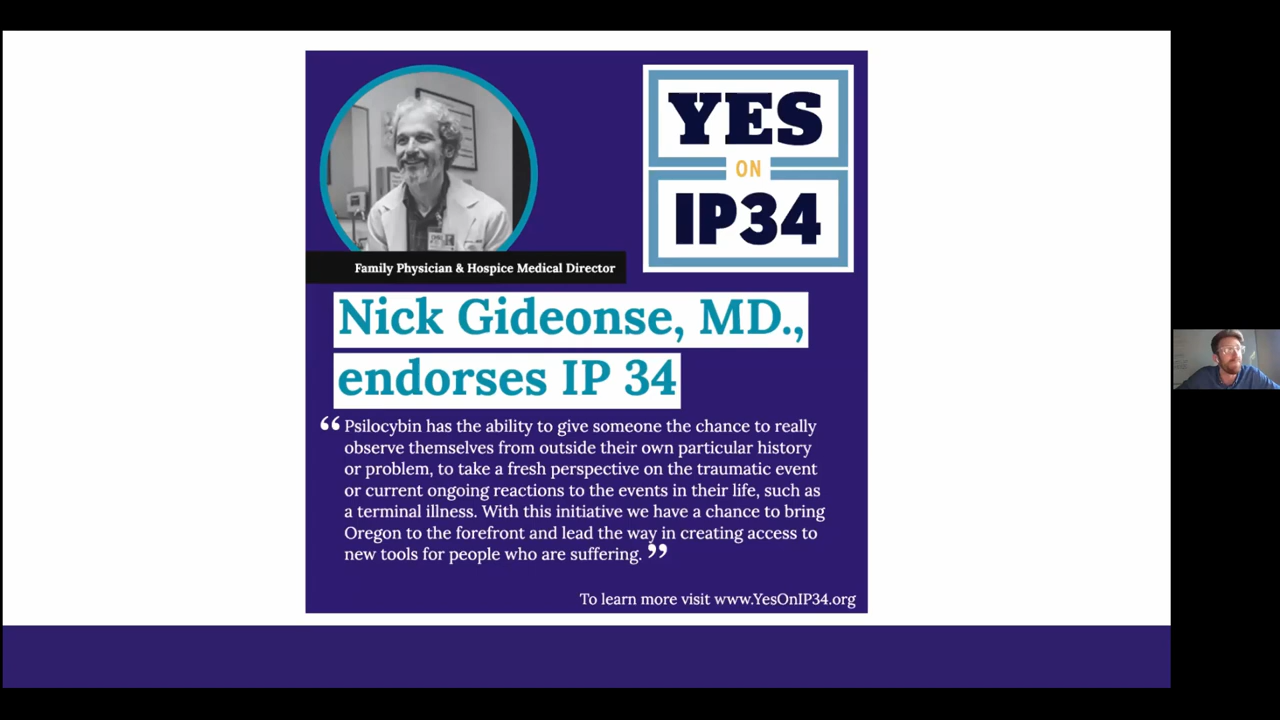 YES
ON
IP34
Family Physician & Hospice Medical Director
Nick Gideonse, MD.,
endorses IP 34
“ Psilocybin has the ability to give someone the chance to really
observe themselves from outside their own particular history
or problem, to take a fresh perspective on the traumatic event
or current ongoing reactions to the events in their life, such as
a terminal illness. With this initiative we have a chance to bring
Oregon to the forefront and lead the way in creating access to
new tools for people who are suffering. ”
To learn more visit www.YesOnIP34.org